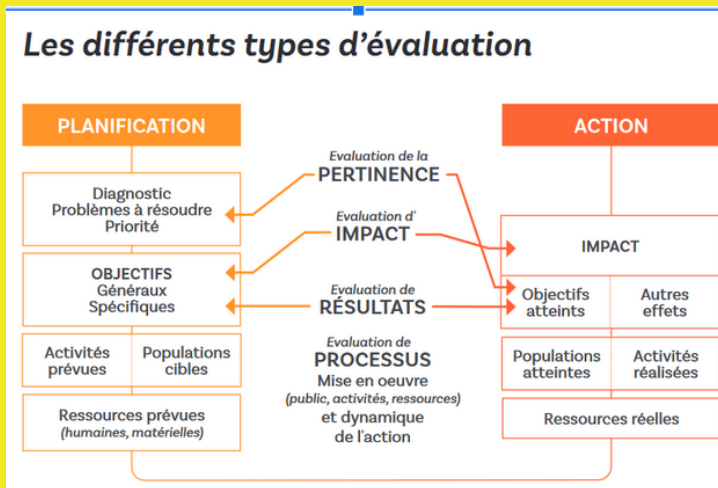 Les différents types d'évaluation
PLANIFICATION
Diagnostic
Problèmes à résoudre
Priorité
OBJECTIFS
Généraux
Spécifiques
Activités
prévues
Populations
cibles
Ressources prévues
(humaines, matérielles)
Evaluation de la
PERTINENCE
Evaluation d'
IMPACT
Evaluation de
RÉSULTATS
Evaluation de
PROCESSUS
Mise en oeuvre
(public, activités, ressources)
et dynamique
de l'action
ACTION
IMPACT
Objectifs
atteints
Autres
effets
Populations
atteintes
Activités
réalisées
Ressources réelles